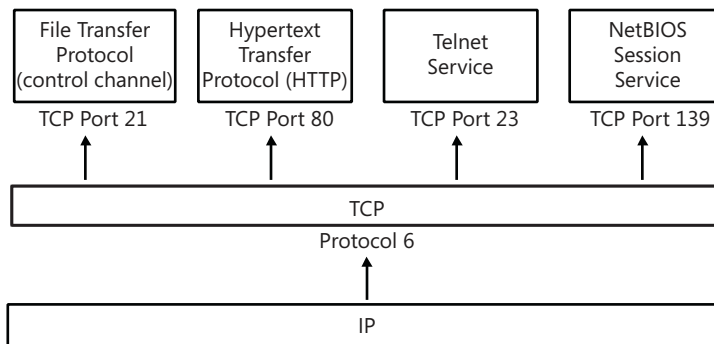 File Transfer
Protocol
(control channel)
Hypertext
Transfer
Protocol (HTTP)
Telnet
Service
NetBIOS
Session
Service
TCP Port 21
TCP Port 80
TCP Port 23
TCP Port 139
TCP
Protocol 6
IP